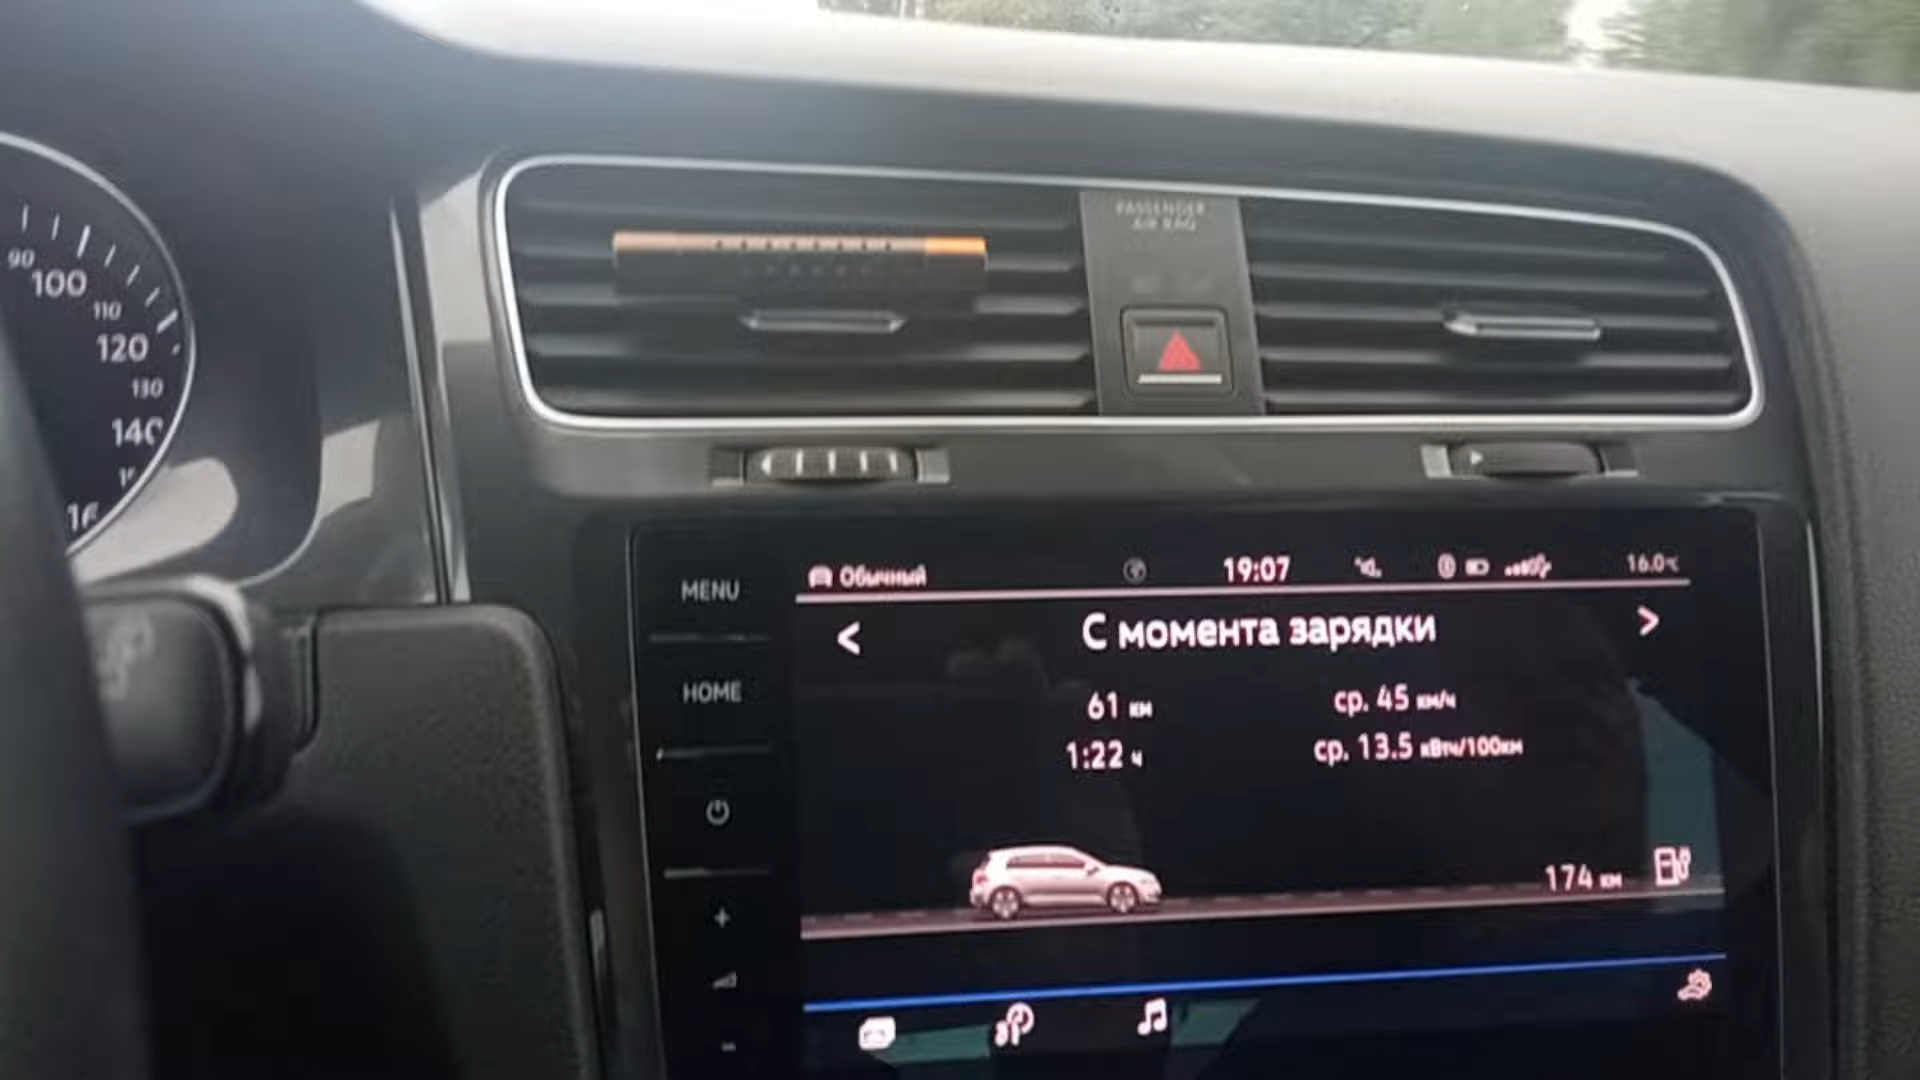 90
100
110
120
130
140
PASSENGER
AIR BAG
MENU
HOME
Обычный
19:07
16.0°C
<
С момента зарядки
>
61 км
ср. 45 км/ч
1:22 ч
ср. 13.5 кВтч/100км
174 км
+
-